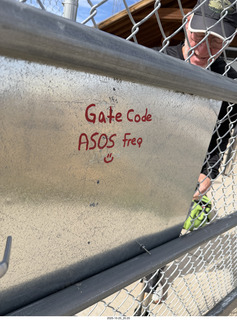 Gate Code
ASOS freq